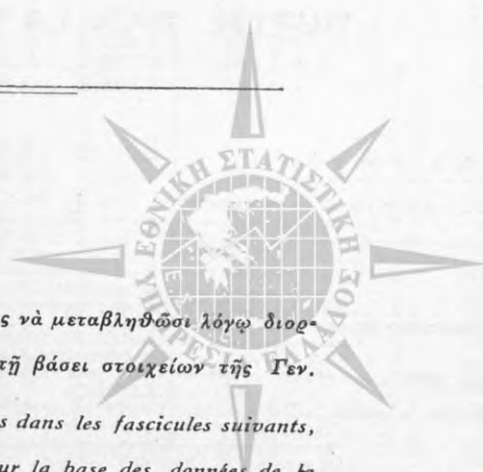 ΕΘΝΙΚΗ ΣΤΑΤΙΣΤΙΚΗ
ΥΠΗΡΕΣΙΑ ΕΛΛΑΔΟΣ
ς νὰ μεταβληθῶσι λόγῳ διορ-
τῇ βάσει στοιχείων τῆς Γεν.
s dans les fascicules suivants,
ur la base des données de la